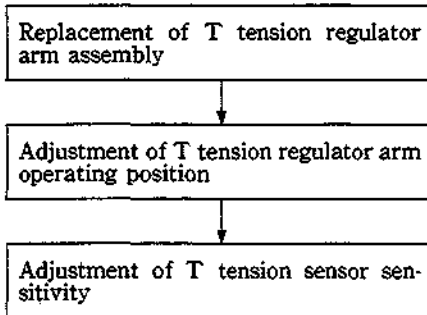 Replacement of T tension regulator
arm assembly
Adjustment of T tension regulator arm
operating position
Adjustment of T tension sensor sen-
sitivity